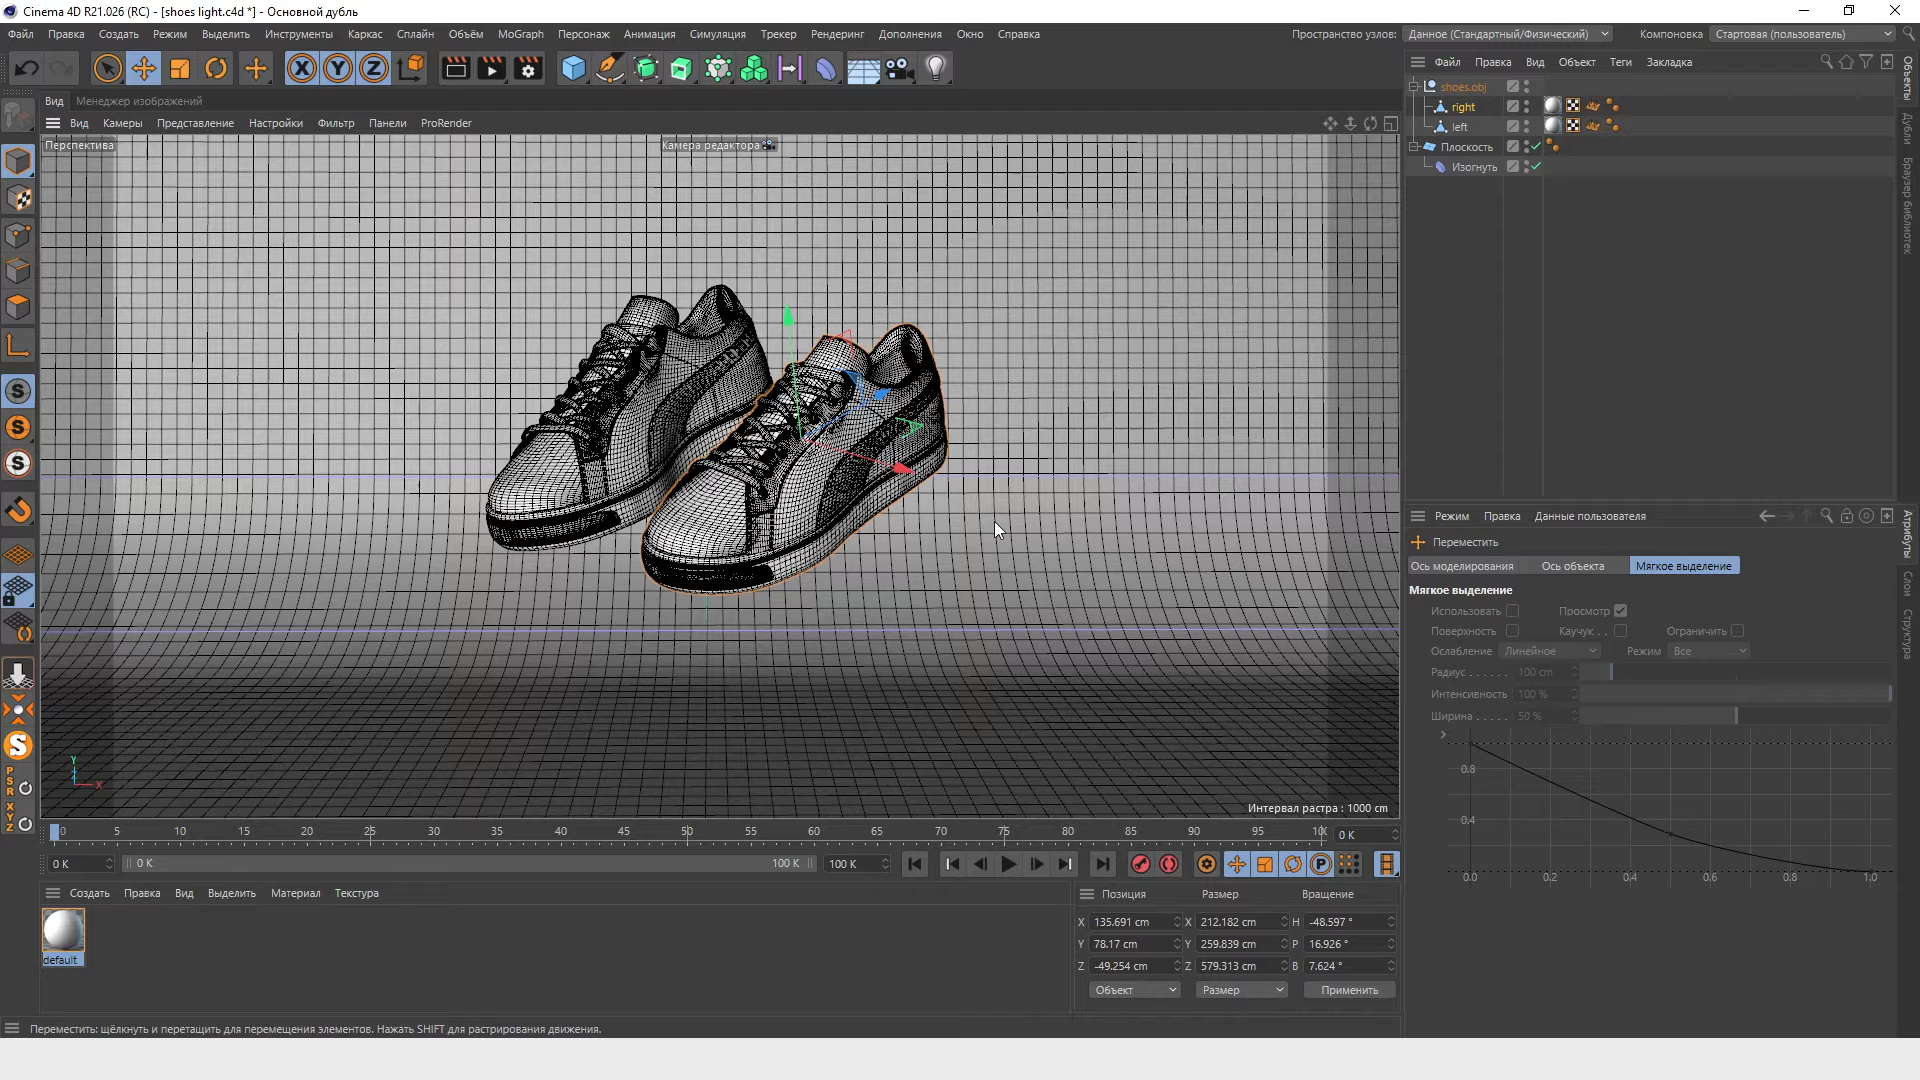 Cinema 4D R21.026 (RC) - [shoes light.c4d *] - Основной дубль
Файл Правка Создать Режим Выделить Инструменты Каркас Сплайн Объём MoGraph Персонаж Анимация Симуляция Трекер Рендеринг Дополнения Окно Справка
Пространство узлов: Данное (Стандартный/Физический) Компоновка Стартовая (пользователь)
Файл Правка Вид Объект Теги Закладка
shoes.obj
right
left
Плоскость
Изогнуть
Объекты
Дубли
Браузер библиотек
Вид Менеджер изображений
Вид Камеры Представление Настройки Фильтр Панели ProRender
Перспектива
Камера редактора
X Y Z
S
S
S
S
P
S
R
X
Y
Z
Y
Z
X
Интервал растра : 1000 cm
0 5 10 15 20 25 30 35 40 45 50 55 60 65 70 75 80 85 90 95 10
0 K
0 K 0 K 100 K 100 K
P
Создать Правка Вид Выделить Материал Текстура
default
Позиция Размер Вращение
X 135.691 cm X 212.182 cm H -48.597 °
Y 78.17 cm Y 259.839 cm P 16.926 °
Z -49.254 cm Z 579.313 cm B 7.624 °
Объект Размер Применить
Режим Правка Данные пользователя
Переместить
Ось моделирования Ось объекта Мягкое выделение
Мягкое выделение
Использовать Просмотр
Поверхность Каучук . . Ограничить
Ослабление Линейное Режим Все
Радиус . . . . . . 100 cm
Интенсивность 100 %
Ширина . . . . . 50 %
0.8
0.4
0.0 0.2 0.4 0.6 0.8 1.0
Атрибуты
Слои
Структура
Переместить: щёлкнуть и перетащить для перемещения элементов. Нажать SHIFT для растрирования движения.